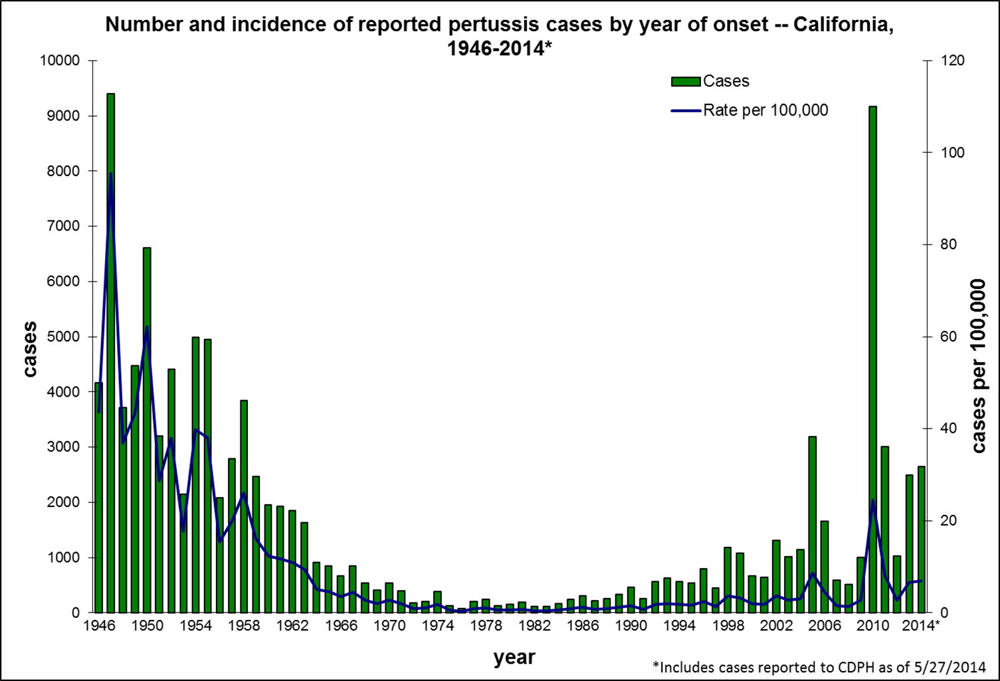 Number and incidence of reported pertussis cases by year of onset -- California,
1946-2014*
10000
9000
8000
7000
6000
5000
4000
3000
2000
1000
0
cases
120
100
80
60
40
20
0
cases per 100,000
Cases
Rate per 100,000
1946 1950 1954 1958 1962 1966 1970 1974 1978 1982 1986 1990 1994 1998 2002 2006 2010 2014*
year
*Includes cases reported to CDPH as of 5/27/2014